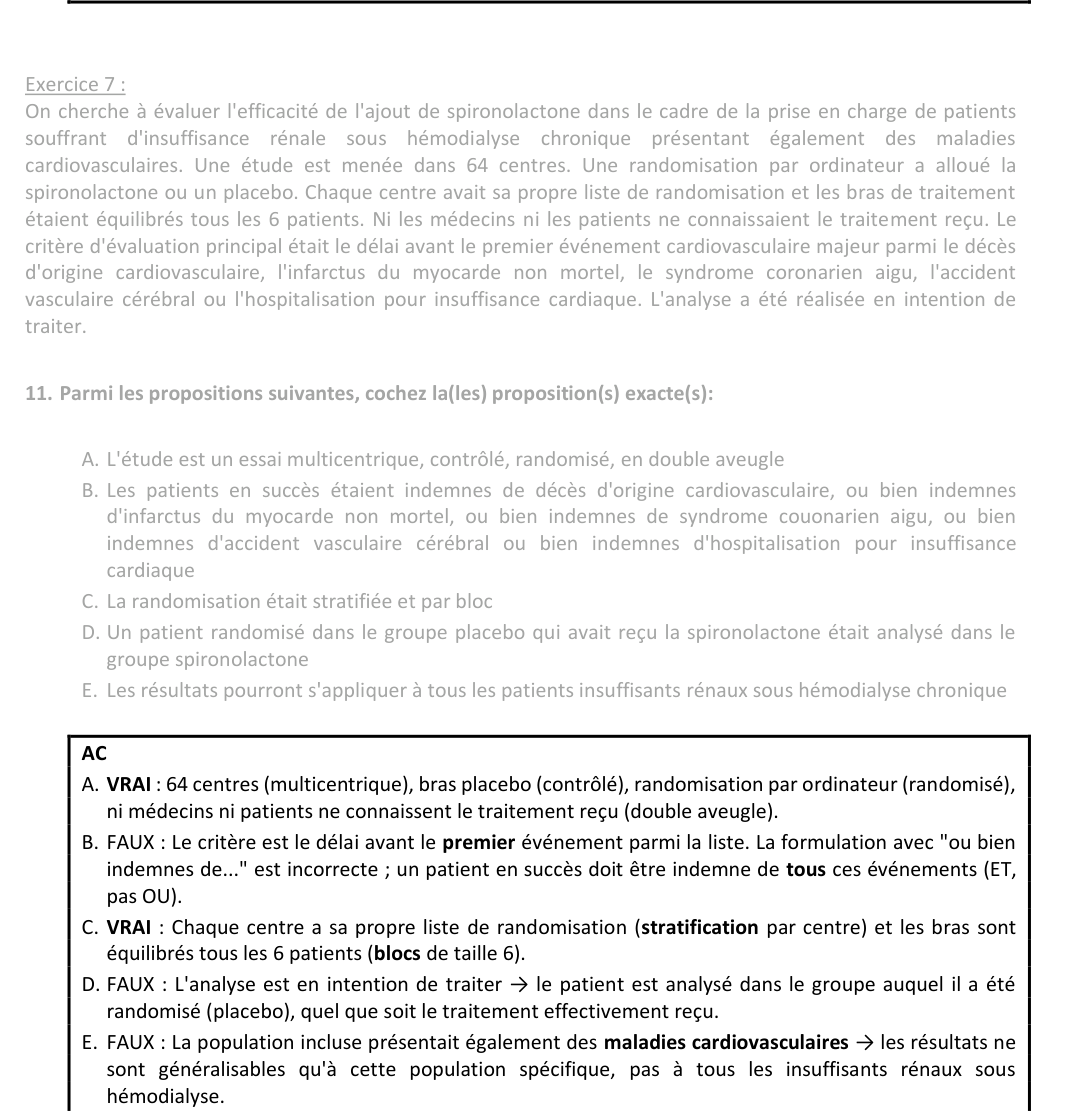 Exercice 7 :
On cherche à évaluer l'efficacité de l'ajout de spironolactone dans le cadre de la prise en charge de patients
souffrant d'insuffisance rénale sous hémodialyse chronique présentant également des maladies
cardiovasculaires. Une étude est menée dans 64 centres. Une randomisation par ordinateur a alloué la
spironolactone ou un placebo. Chaque centre avait sa propre liste de randomisation et les bras de traitement
étaient équilibrés tous les 6 patients. Ni les médecins ni les patients ne connaissaient le traitement reçu. Le
critère d'évaluation principal était le délai avant le premier événement cardiovasculaire majeur parmi le décès
d'origine cardiovasculaire, l'infarctus du myocarde non mortel, le syndrome coronarien aigu, l'accident
vasculaire cérébral ou l'hospitalisation pour insuffisance cardiaque. L'analyse a été réalisée en intention de
traiter.
11. Parmi les propositions suivantes, cochez la(les) proposition(s) exacte(s):
A. L'étude est un essai multicentrique, contrôlé, randomisé, en double aveugle
B. Les patients en succès étaient indemnes de décès d'origine cardiovasculaire, ou bien indemnes
d'infarctus du myocarde non mortel, ou bien indemnes de syndrome couonarien aigu, ou bien
indemnes d'accident vasculaire cérébral ou bien indemnes d'hospitalisation pour insuffisance
cardiaque
C. La randomisation était stratifiée et par bloc
D. Un patient randomisé dans le groupe placebo qui avait reçu la spironolactone était analysé dans le
groupe spironolactone
E. Les résultats pourront s'appliquer à tous les patients insuffisants rénaux sous hémodialyse chronique
AC
A. VRAI : 64 centres (multicentrique), bras placebo (contrôlé), randomisation par ordinateur (randomisé),
ni médecins ni patients ne connaissent le traitement reçu (double aveugle).
B. FAUX : Le critère est le délai avant le premier événement parmi la liste. La formulation avec "ou bien
indemnes de..." est incorrecte ; un patient en succès doit être indemne de tous ces événements (ET,
pas OU).
C. VRAI : Chaque centre a sa propre liste de randomisation (stratification par centre) et les bras sont
équilibrés tous les 6 patients (blocs de taille 6).
D. FAUX : L'analyse est en intention de traiter → le patient est analysé dans le groupe auquel il a été
randomisé (placebo), quel que soit le traitement effectivement reçu.
E. FAUX : La population incluse présentait également des maladies cardiovasculaires → les résultats ne
sont généralisables qu'à cette population spécifique, pas à tous les insuffisants rénaux sous
hémodialyse.